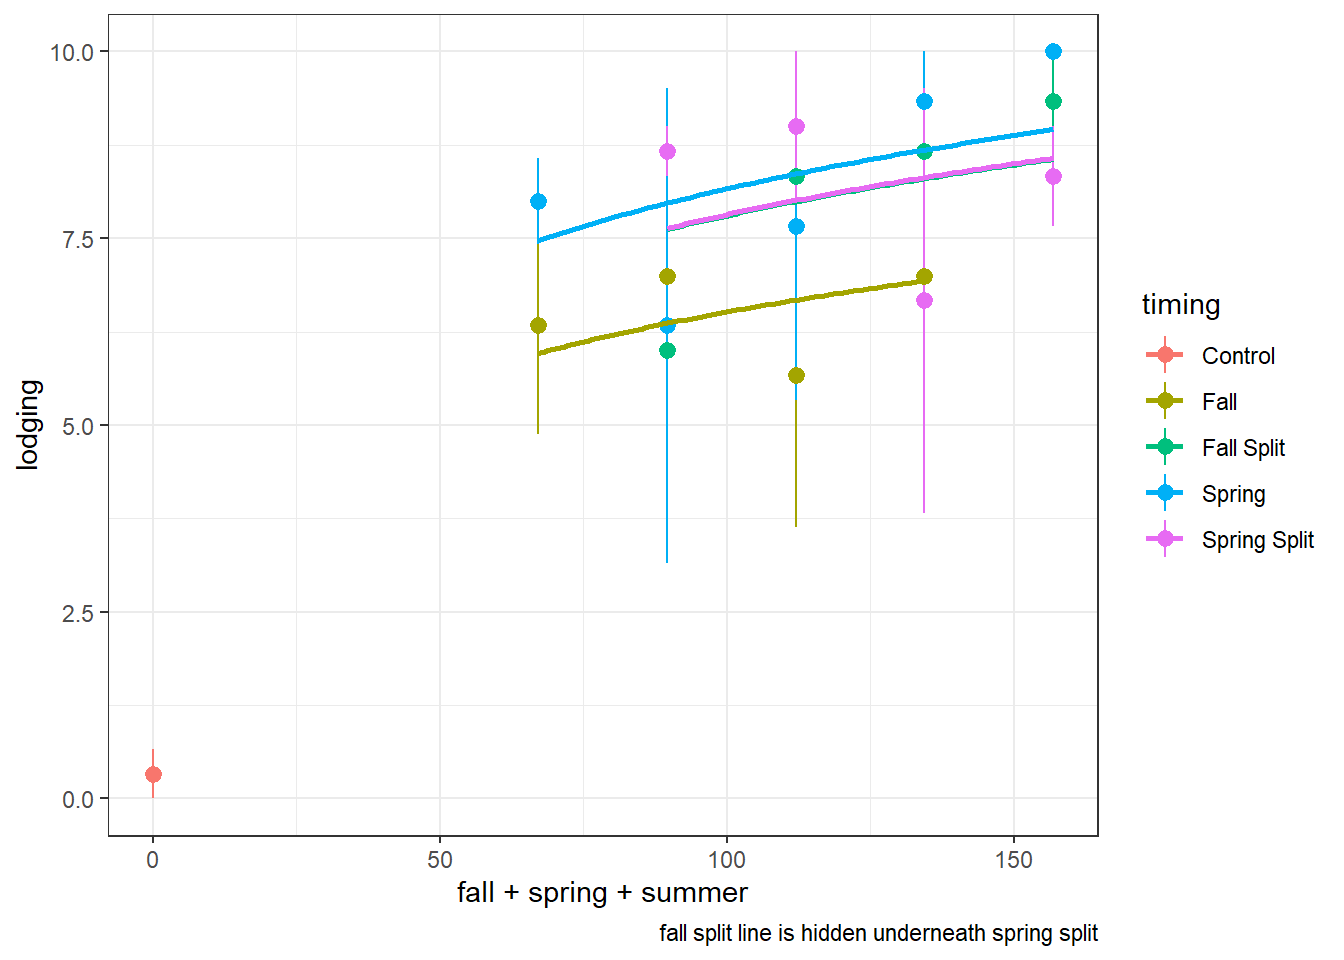 10.0
7.5
5.0
2.5
0.0
lodging
0
50
100
150
fall + spring + summer
fall split line is hidden underneath spring split
timing
Control
Fall
Fall Split
Spring
Spring Split